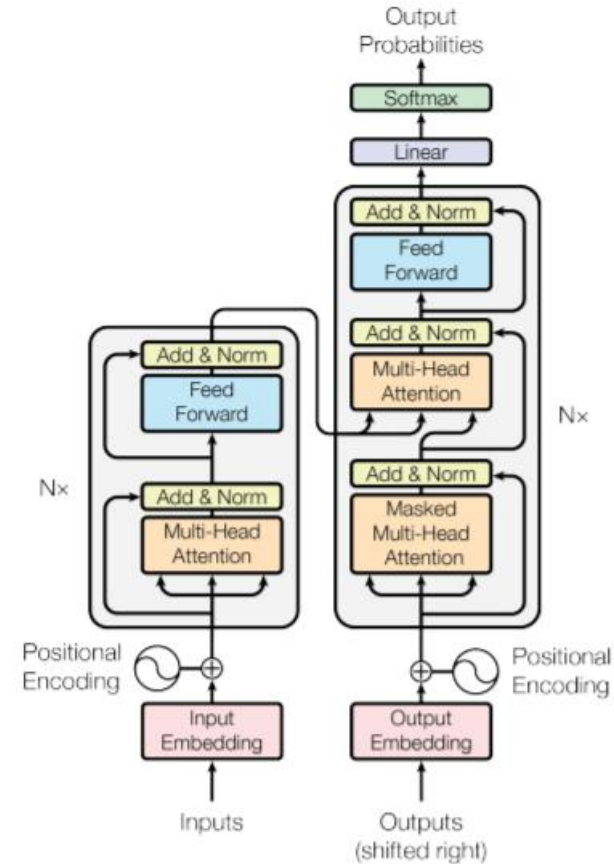 Output
Probabilities
Softmax
Linear
Add & Norm
Feed
Forward
Add & Norm
Multi-Head
Attention
Add & Norm
Masked
Multi-Head
Attention
N×
Add & Norm
Feed
Forward
N×
Add & Norm
Multi-Head
Attention
Positional
Encoding
Positional
Encoding
Input
Embedding
Output
Embedding
Inputs
Outputs
(shifted right)